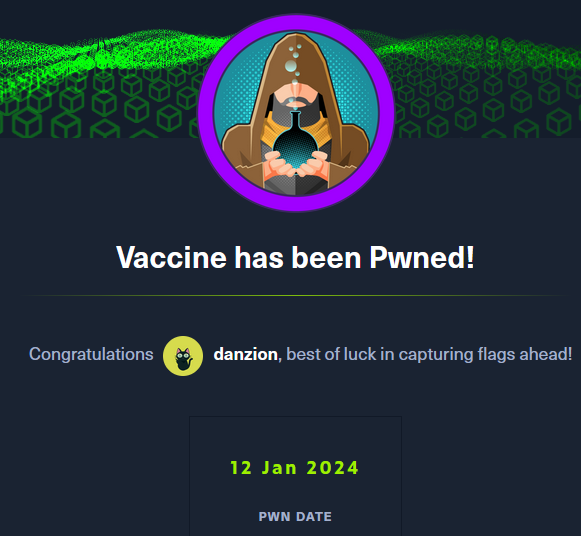 Vaccine has been Pwned!
Congratulations danzion, best of luck in capturing flags ahead!
12 Jan 2024
PWN DATE